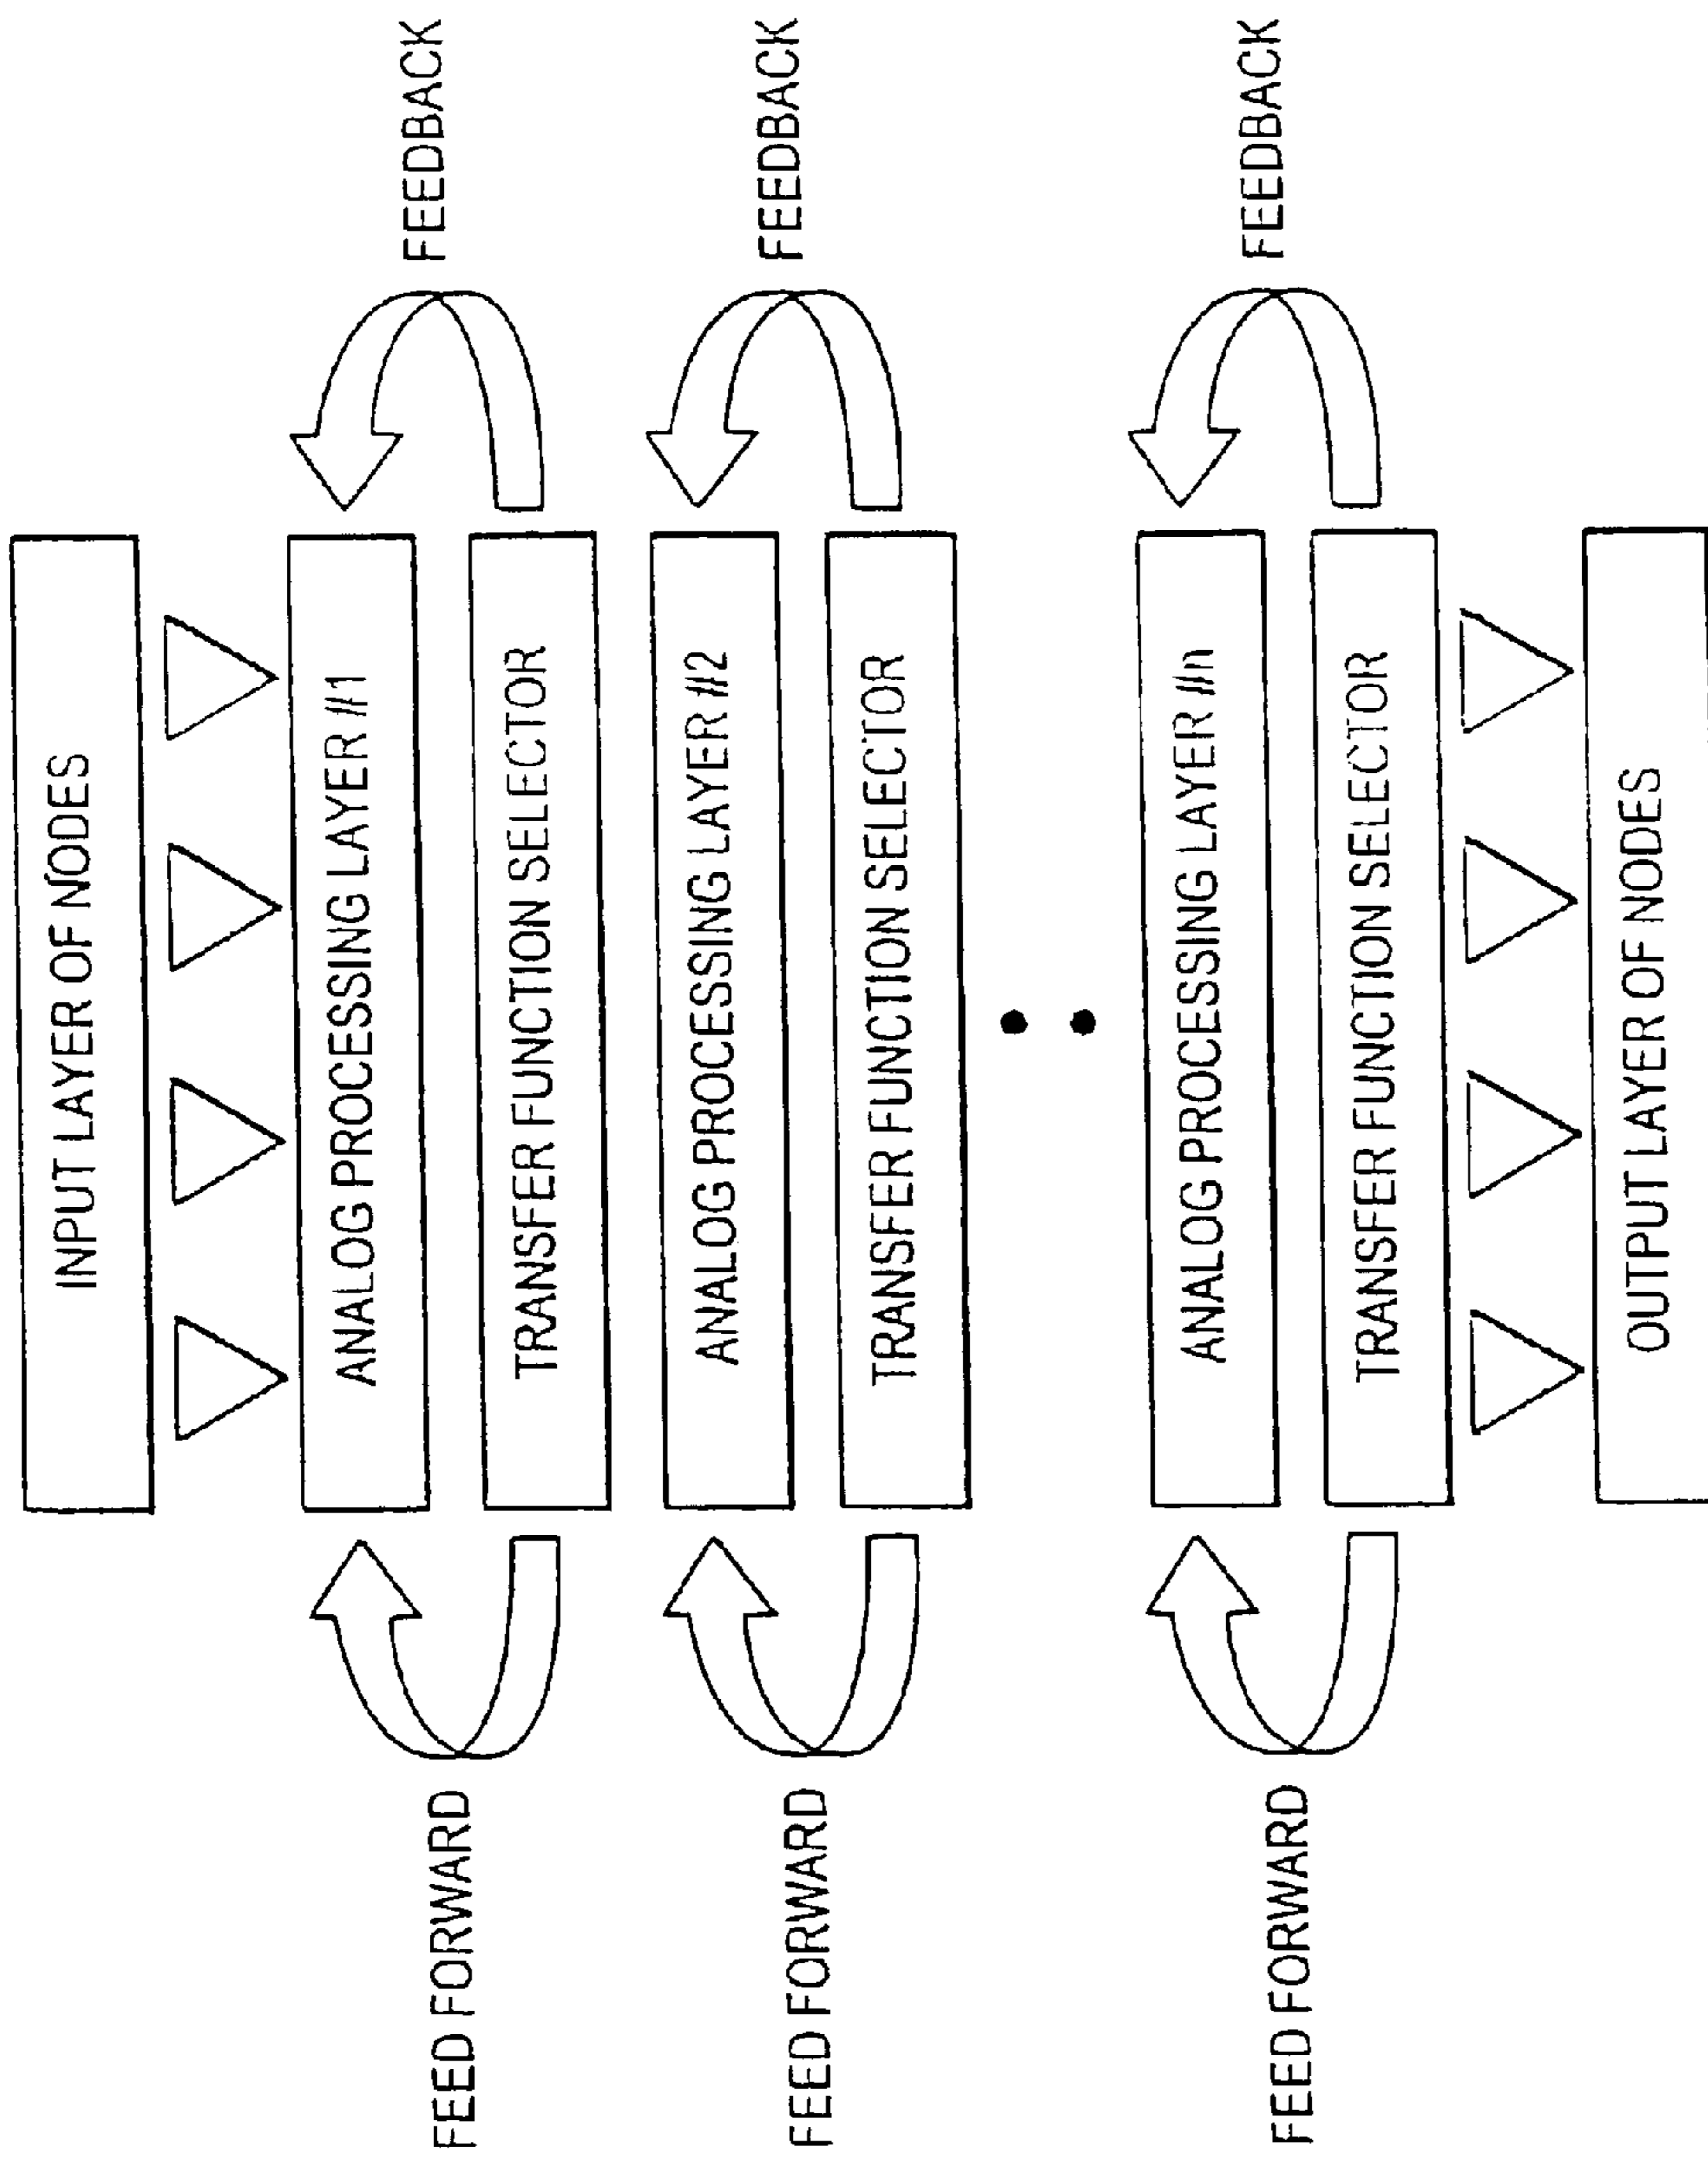 INPUT LAYER OF NODES
ANALOG PROCESSING LAYER #1
FEED FORWARD
FEEDBACK
TRANSFER FUNCTION SELECTOR
ANALOG PROCESSING LAYER #2
FEED FORWARD
FEEDBACK
TRANSFER FUNCTION SELECTOR
ANALOG PROCESSING LAYER #n
FEED FORWARD
FEEDBACK
TRANSFER FUNCTION SELECTOR
OUTPUT LAYER OF NODES